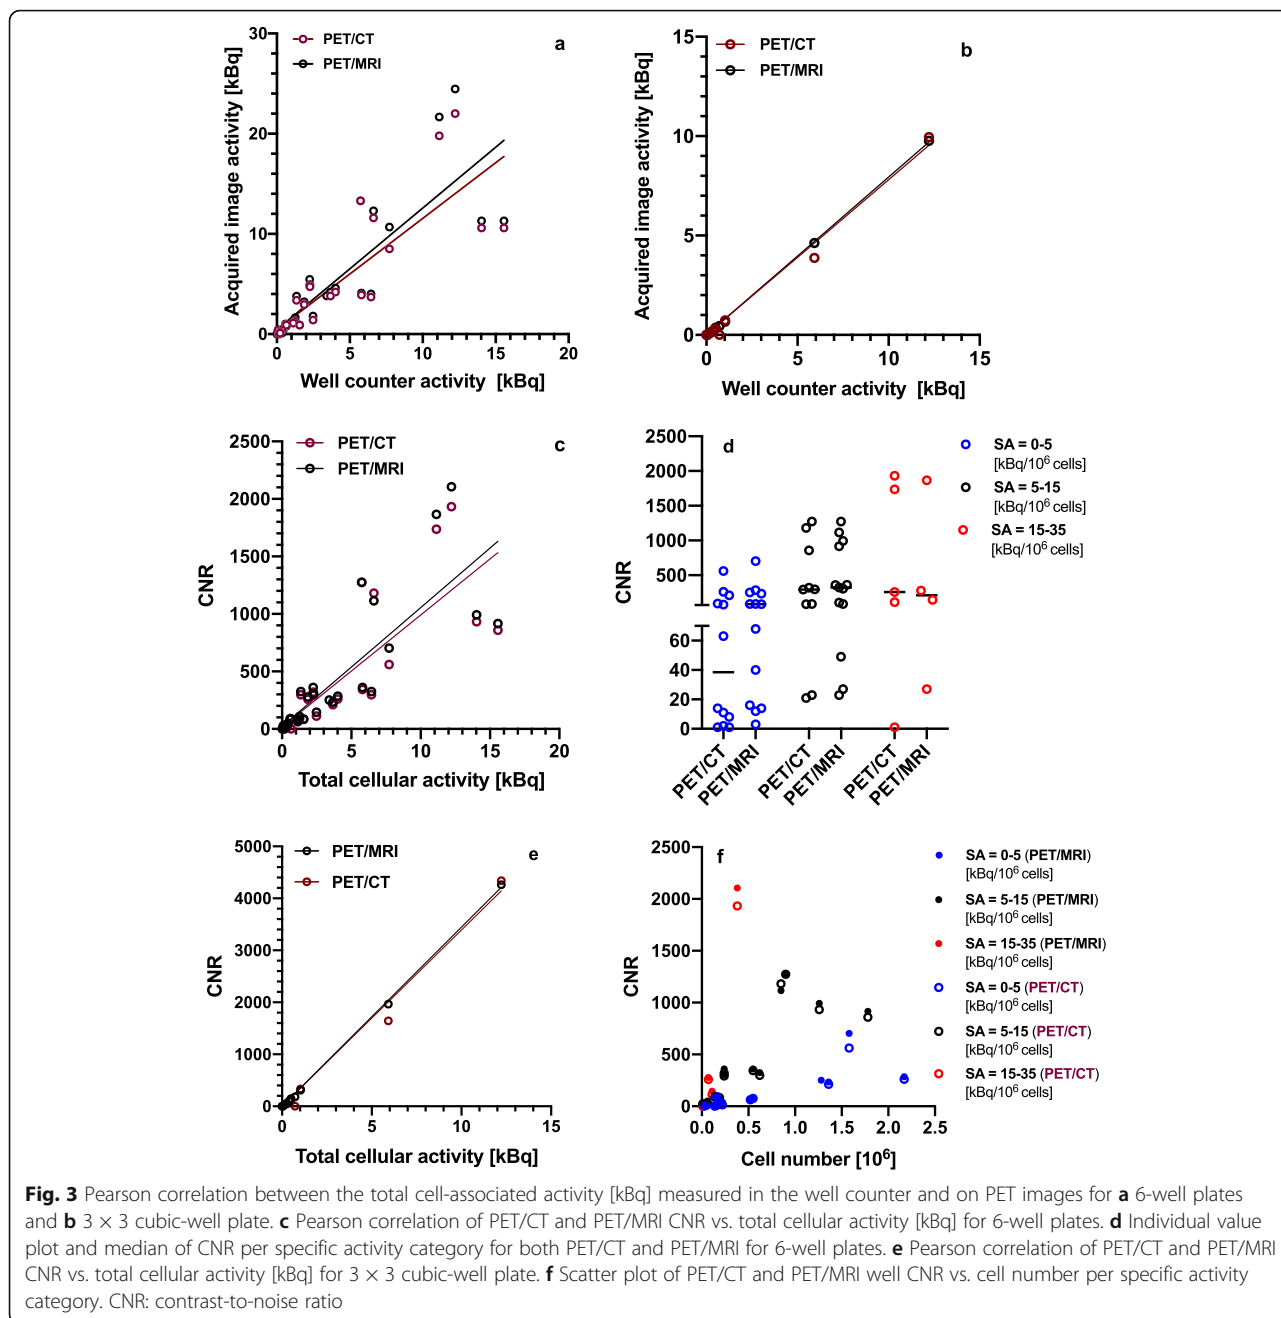 a
PET/CT
PET/MRI
30
20
10
0
0 5 10 15 20
Acquired image activity [kBq]
Well counter activity [kBq]
b
PET/CT
PET/MRI
15
10
5
0
0 5 10 15
Acquired image activity [kBq]
Well counter activity [kBq]
c
PET/CT
PET/MRI
2500
2000
1500
1000
500
0
0 5 10 15 20
CNR
Total cellular activity [kBq]
d
2500
2000
1500
1000
500
60
40
20
0
CNR
PET/CT
PET/MRI
PET/CT
PET/MRI
PET/CT
PET/MRI
SA = 0-5
[kBq/10⁶ cells]
SA = 5-15
[kBq/10⁶ cells]
SA = 15-35
[kBq/10⁶ cells]
e
PET/MRI
PET/CT
5000
4000
3000
2000
1000
0
0 5 10 15
CNR
Total cellular activity [kBq]
f
2500
2000
1500
1000
500
0
0.0 0.5 1.0 1.5 2.0 2.5
CNR
Cell number [10⁶]
SA = 0-5 (PET/MRI)
[kBq/10⁶ cells]
SA = 5-15 (PET/MRI)
[kBq/10⁶ cells]
SA = 15-35 (PET/MRI)
[kBq/10⁶ cells]
SA = 0-5 (PET/CT)
[kBq/10⁶ cells]
SA = 5-15 (PET/CT)
[kBq/10⁶ cells]
SA = 15-35 (PET/CT)
[kBq/10⁶ cells]
Fig. 3 Pearson correlation between the total cell-associated activity [kBq] measured in the well counter and on PET images for a 6-well plates
and b 3 × 3 cubic-well plate. c Pearson correlation of PET/CT and PET/MRI CNR vs. total cellular activity [kBq] for 6-well plates. d Individual value
plot and median of CNR per specific activity category for both PET/CT and PET/MRI for 6-well plates. e Pearson correlation of PET/CT and PET/MRI
CNR vs. total cellular activity [kBq] for 3 × 3 cubic-well plate. f Scatter plot of PET/CT and PET/MRI well CNR vs. cell number per specific activity
category. CNR: contrast-to-noise ratio